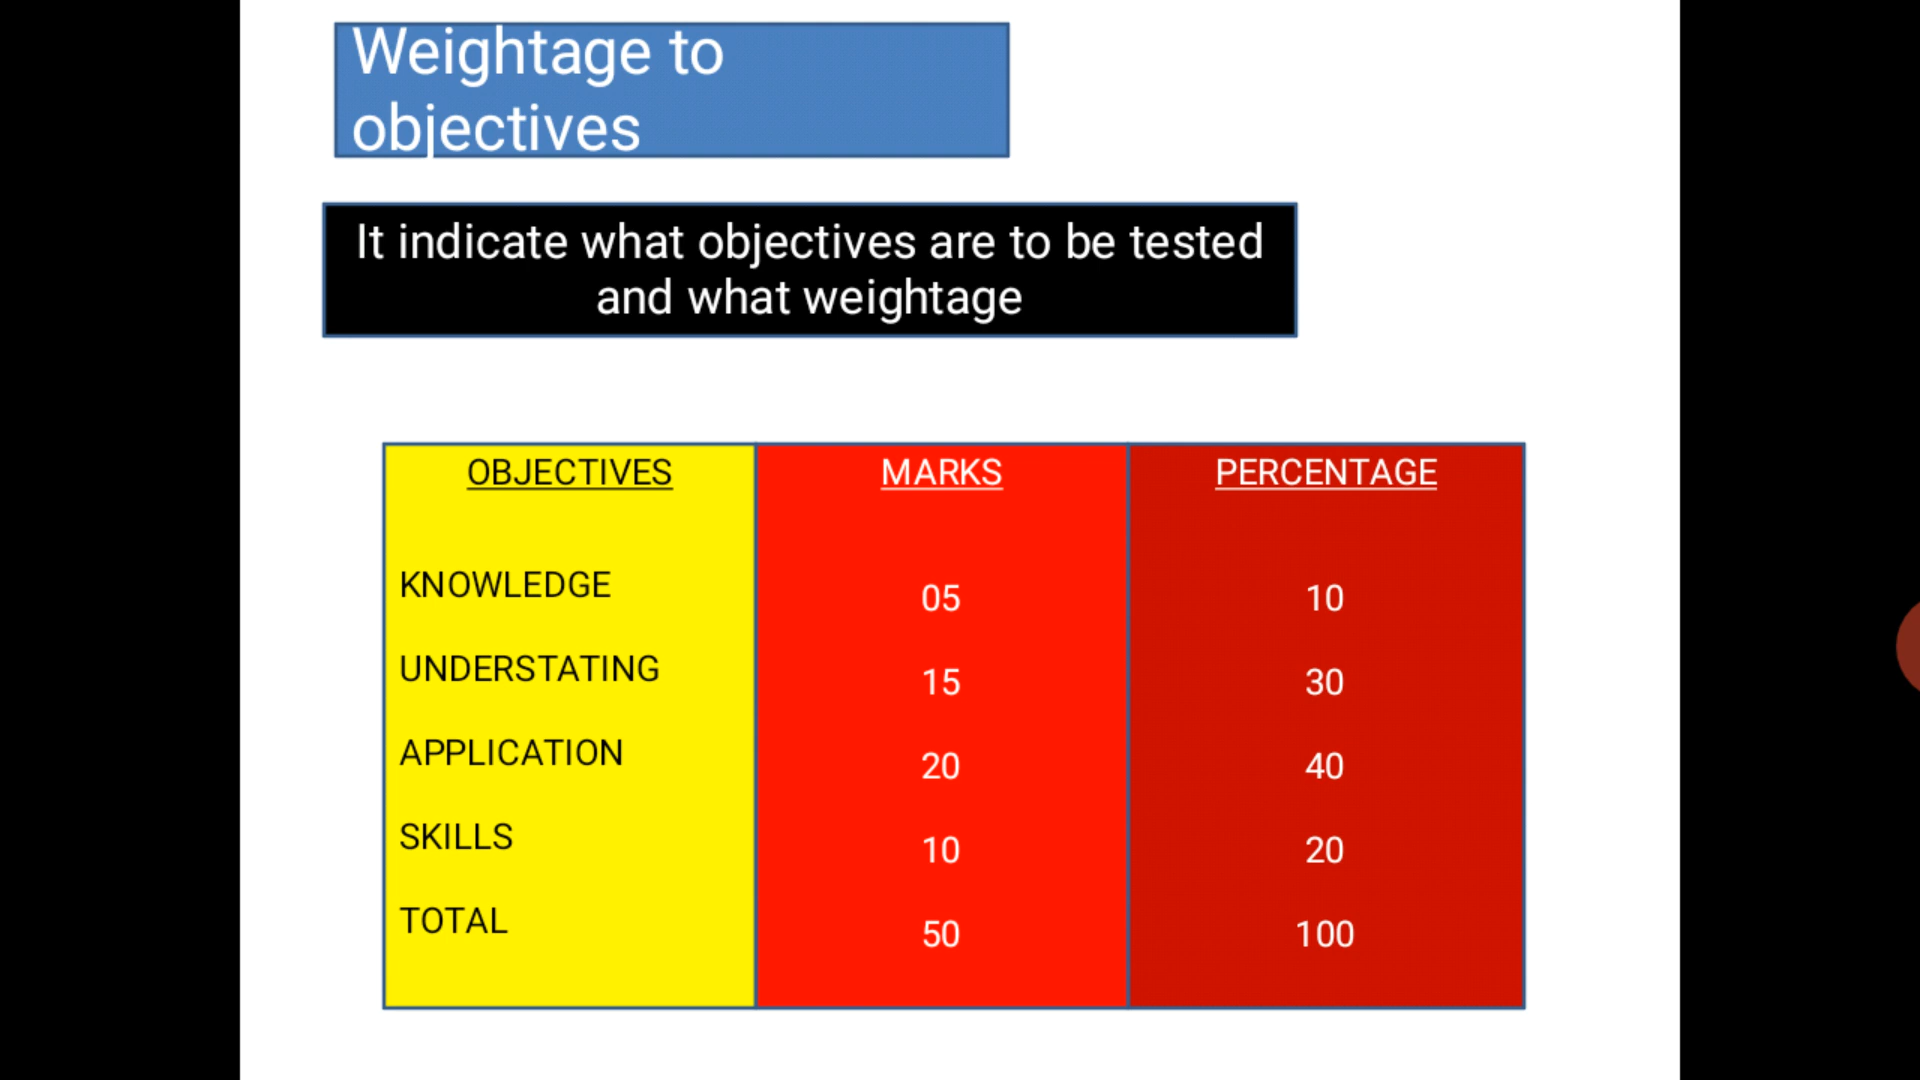 Weightage to
objectives
It indicate what objectives are to be tested
and what weightage
OBJECTIVES MARKS PERCENTAGE
KNOWLEDGE 05 10
UNDERSTATING 15 30
APPLICATION 20 40
SKILLS 10 20
TOTAL 50 100